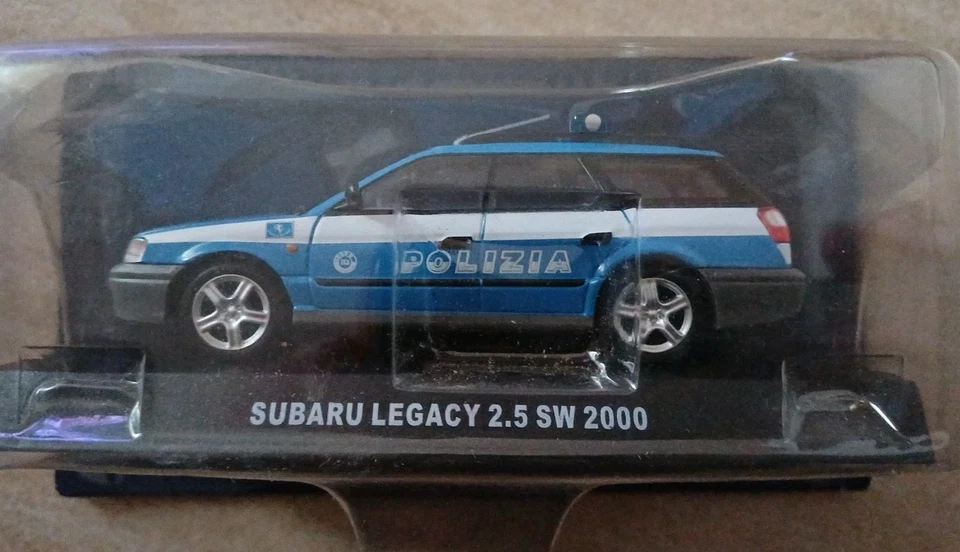 POLIZIA
SUBARU LEGACY 2.5 SW 2000